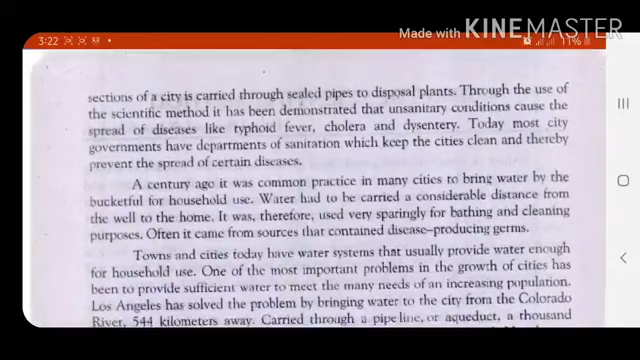 Made with KINEMASTER
3:22
11%
sections of a city is carried through sealed pipes to disposal plants. Through the use of
the scientific method it has been demonstrated that unsanitary conditions cause the
spread of diseases like typhoid fever, cholera and dysentery. Today most city
governments have departments of sanitation which keep the cities clean and thereby
prevent the spread of certain diseases.
A century ago it was common practice in many cities to bring water by the
bucketful for household use. Water had to be carried a considerable distance from
the well to the home. It was, therefore, used very sparingly for bathing and cleaning
purposes. Often it came from sources that contained disease-producing germs.
Towns and cities today have water systems that usually provide water enough
for household use. One of the most important problems in the growth of cities has
been to provide sufficient water to meet the many needs of an increasing population.
Los Angeles has solved the problem by bringing water to the city from the Colorado
River, 544 kilometers away. Carried through a pipe line, or aqueduct, a thousand